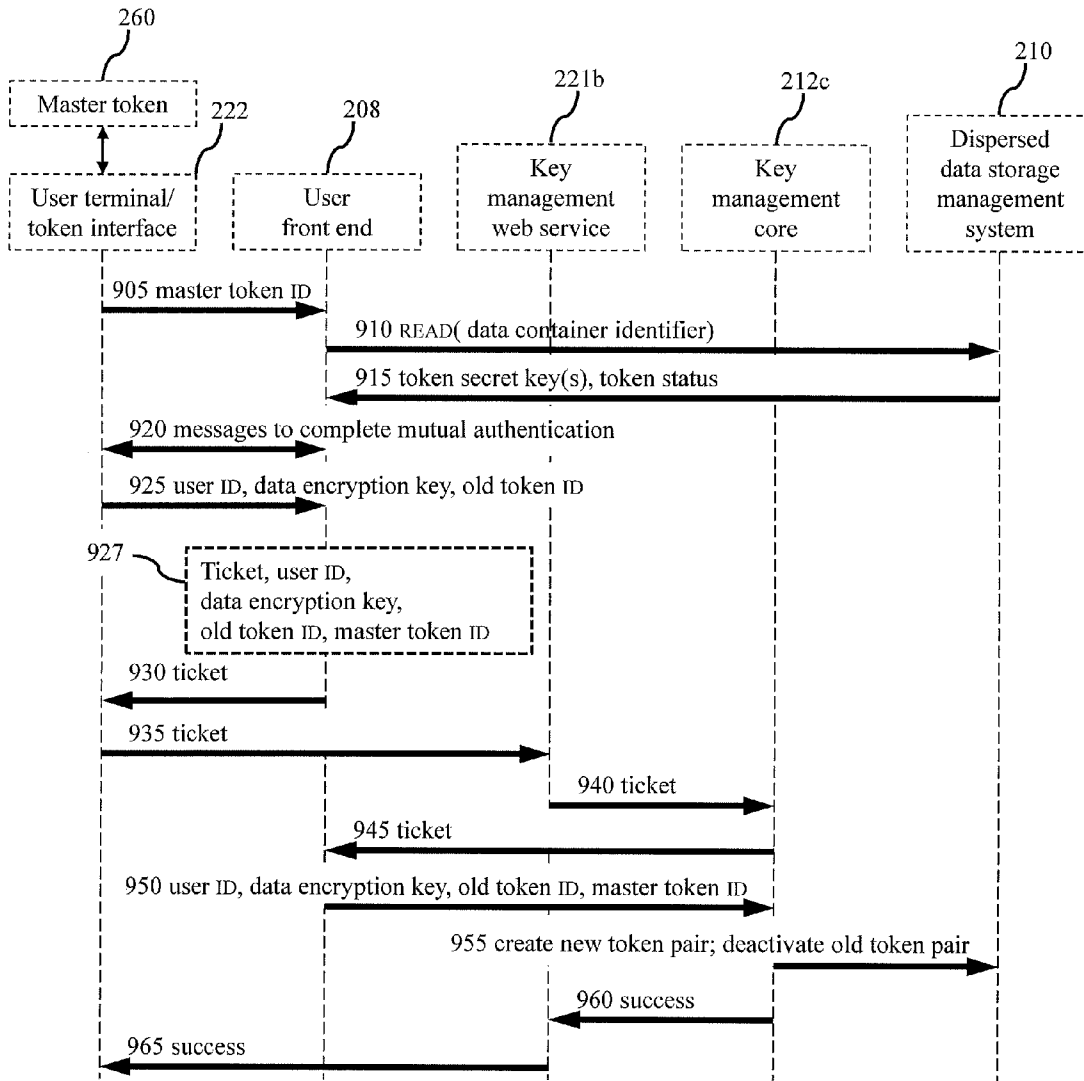 260
210
221b
212c
Master token
222
208
Dispersed
data storage
management
system
User terminal/
token interface
User
front end
Key
management
web service
Key
management
core
905 master token ID
910 READ( data container identifier)
915 token secret key(s), token status
920 messages to complete mutual authentication
925 user ID, data encryption key, old token ID
927
Ticket, user ID,
data encryption key,
old token ID, master token ID
930 ticket
935 ticket
940 ticket
945 ticket
950 user ID, data encryption key, old token ID, master token ID
955 create new token pair; deactivate old token pair
960 success
965 success